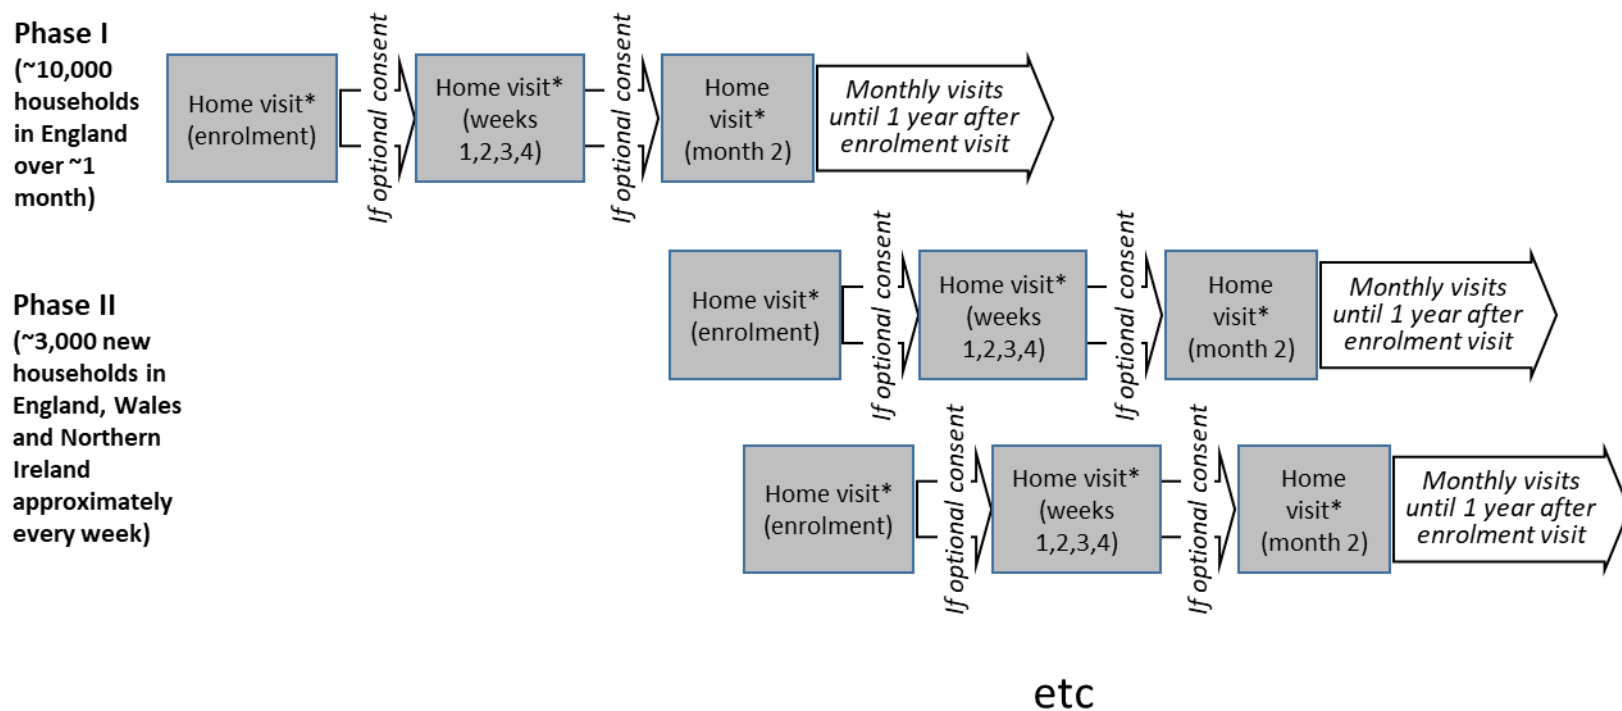 Phase I
(~10,000
households
in England
over ~1
month)
Home visit*
(enrolment)
If optional consent
Home visit*
(weeks
1,2,3,4)
If optional consent
Home
visit*
(month 2)
Monthly visits
until 1 year after
enrolment visit
Phase II
(~3,000 new
households in
England, Wales
and Northern
Ireland
approximately
every week)
Home visit*
(enrolment)
If optional consent
Home visit*
(weeks
1,2,3,4)
If optional consent
Home
visit*
(month 2)
Monthly visits
until 1 year after
enrolment visit
Home visit*
(enrolment)
If optional consent
Home visit*
(weeks
1,2,3,4)
If optional consent
Home
visit*
(month 2)
Monthly visits
until 1 year after
enrolment visit
etc